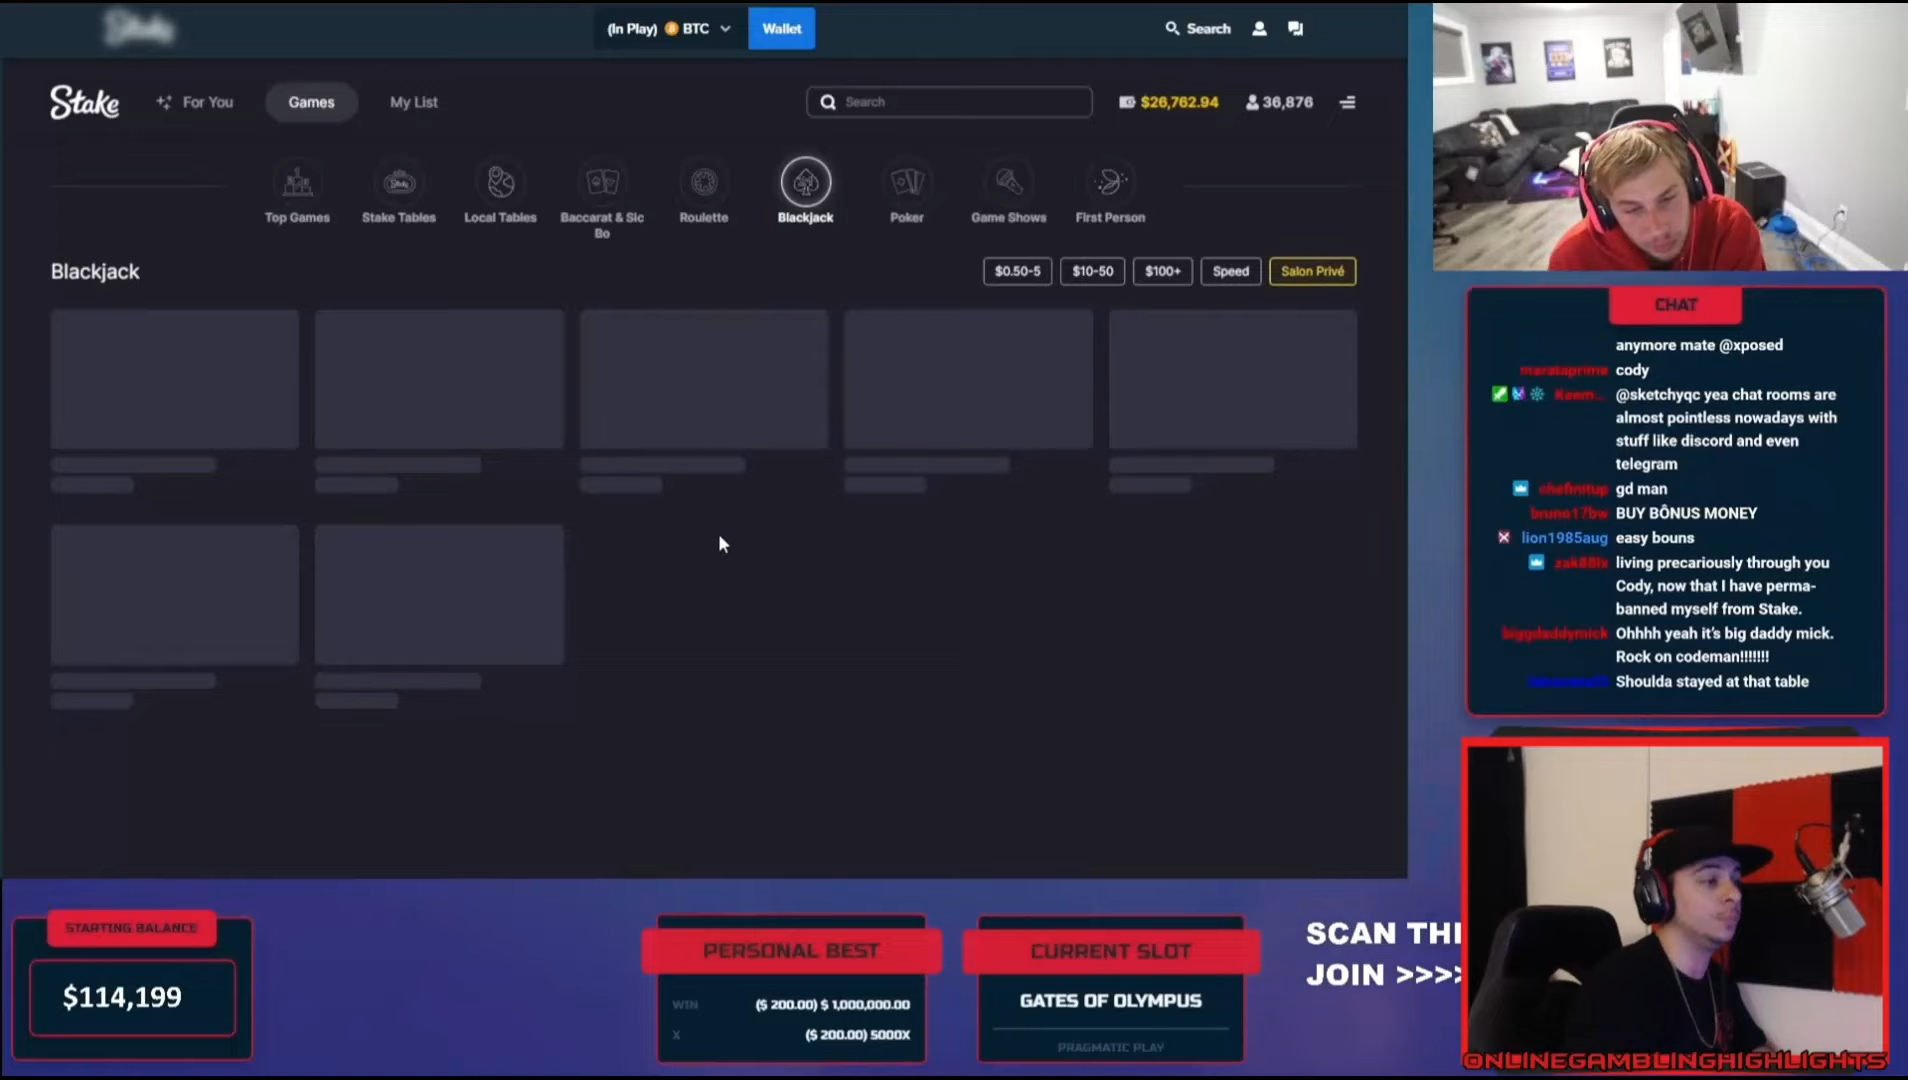 Stake
(In Play) BTC
Wallet
Search
Stake
For You
Games
My List
Search
$26,762.94
36,876
Top Games
Stake Tables
Local Tables
Baccarat & Sic
Bo
Roulette
Blackjack
Poker
Game Shows
First Person
Blackjack
$0.50-5
$10-50
$100+
Speed
Salon Privé
CHAT
anymore mate @xposed
marataprime cody
Kaem... @sketchyqc yea chat rooms are
almost pointless nowadays with
stuff like discord and even
telegram
chefinitup gd man
bruno17bw BUY BÔNUS MONEY
lion1985aug easy bouns
living precariously through you
Cody, now that I have perma-
banned myself from Stake.
biggdaddymick Ohhhh yeah it's big daddy mick.
Rock on codeman!!!!!!!
Shoulda stayed at that table
STARTING BALANCE
$114,199
PERSONAL BEST
WIN ($ 200.00) $ 1,000,000.00
X ($ 200.00) 5000X
CURRENT SLOT
GATES OF OLYMPUS
PRAGMATIC PLAY
SCAN THI
JOIN >>>>
ONLINEGAMBLINGHIGHLIGHTS